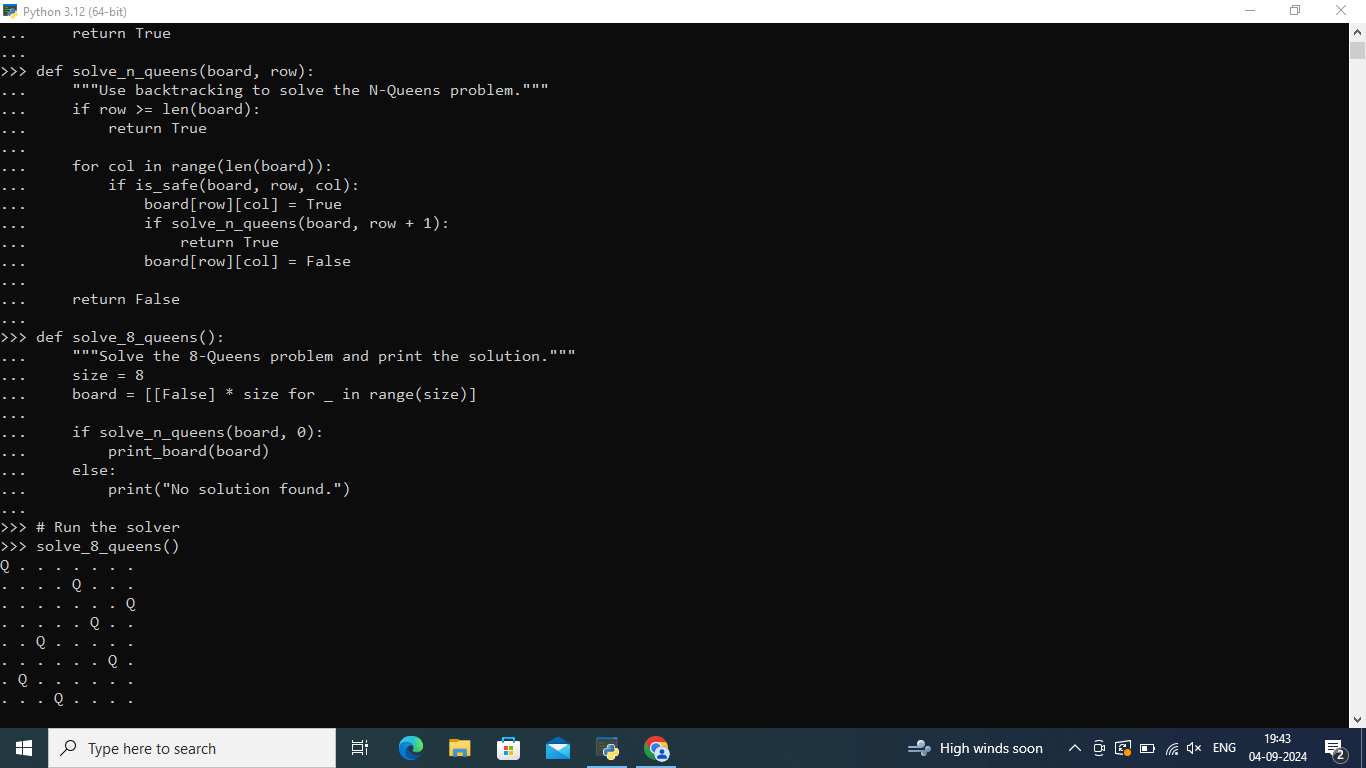 Python 3.12 (64-bit)
...     return True
...
>>> def solve_n_queens(board, row):
...     """Use backtracking to solve the N-Queens problem."""
...     if row >= len(board):
...         return True
...
...     for col in range(len(board)):
...         if is_safe(board, row, col):
...             board[row][col] = True
...             if solve_n_queens(board, row + 1):
...                 return True
...             board[row][col] = False
...
...     return False
...
>>> def solve_8_queens():
...     """Solve the 8-Queens problem and print the solution."""
...     size = 8
...     board = [[False] * size for _ in range(size)]
...
...     if solve_n_queens(board, 0):
...         print_board(board)
...     else:
...         print("No solution found.")
...
>>> # Run the solver
>>> solve_8_queens()
Q . . . . . . .
. . . . Q . . .
. . . . . . . Q
. . . . . Q . .
. . Q . . . . .
. . . . . . Q .
. Q . . . . . .
. . . Q . . . .
Type here to search
High winds soon
ENG
19:43
04-09-2024
2